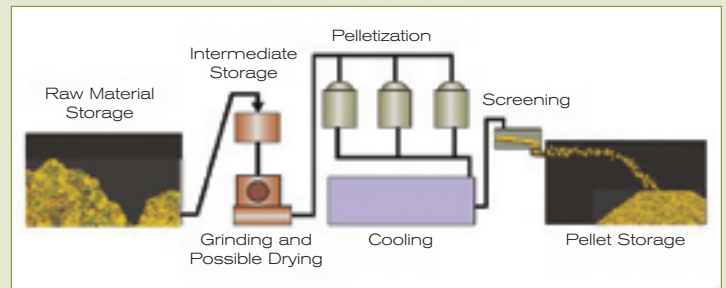 Raw Material
Storage
Intermediate
Storage
Grinding and
Possible Drying
Pelletization
Cooling
Screening
Pellet Storage